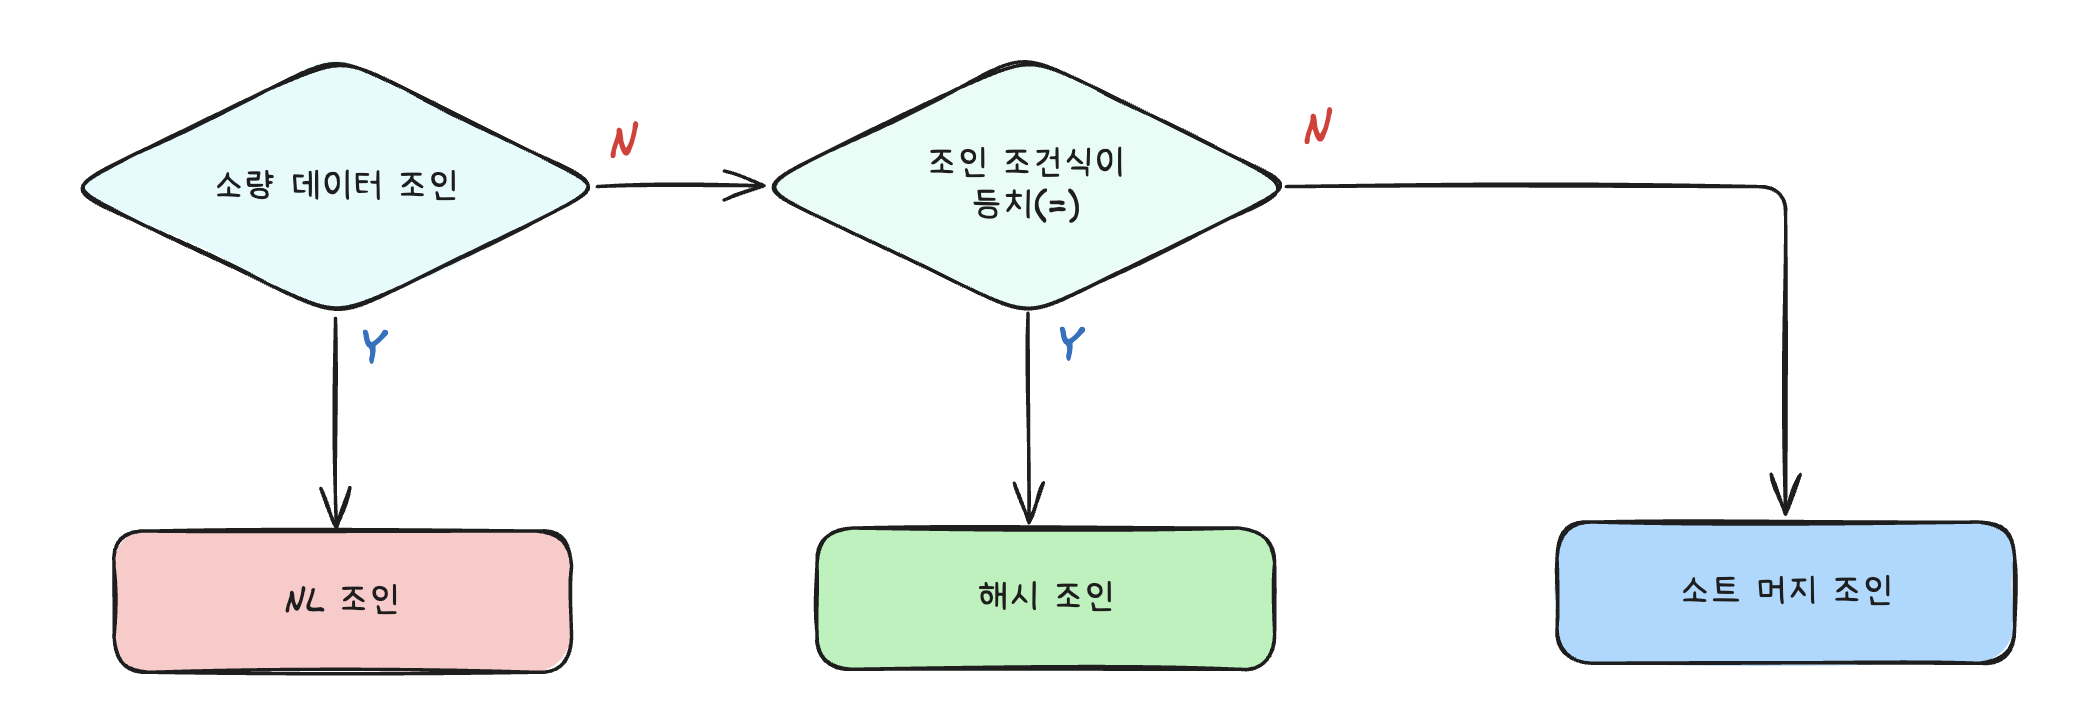 소량 데이터 조인
N
조인 조건식이
등치(=)
N
Y
Y
NL 조인
해시 조인
소트 머지 조인